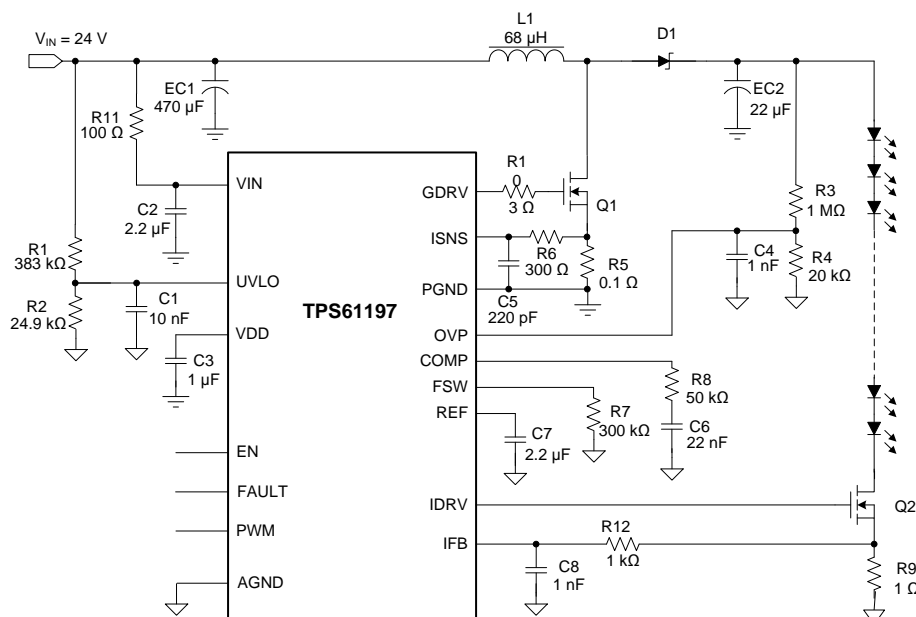 L1
68 µH
D1
VIN = 24 V
EC1
470 µF
EC2
22 µF
R11
100 Ω
VIN
GDRV
R1
0
3 Ω
Q1
R3
1 MΩ
C2
2.2 µF
ISNS
R6
300 Ω
R5
0.1 Ω
C4
1 nF
R4
20 kΩ
R1
383 kΩ
UVLO
PGND
C5
220 pF
R2
24.9 kΩ
C1
10 nF
TPS61197
VDD
OVP
C3
1 µF
COMP
FSW
REF
R8
50 kΩ
R7
300 kΩ
C6
22 nF
C7
2.2 µF
EN
FAULT
IDRV
Q2
PWM
IFB
R12
1 kΩ
C8
1 nF
R9
1 Ω
AGND